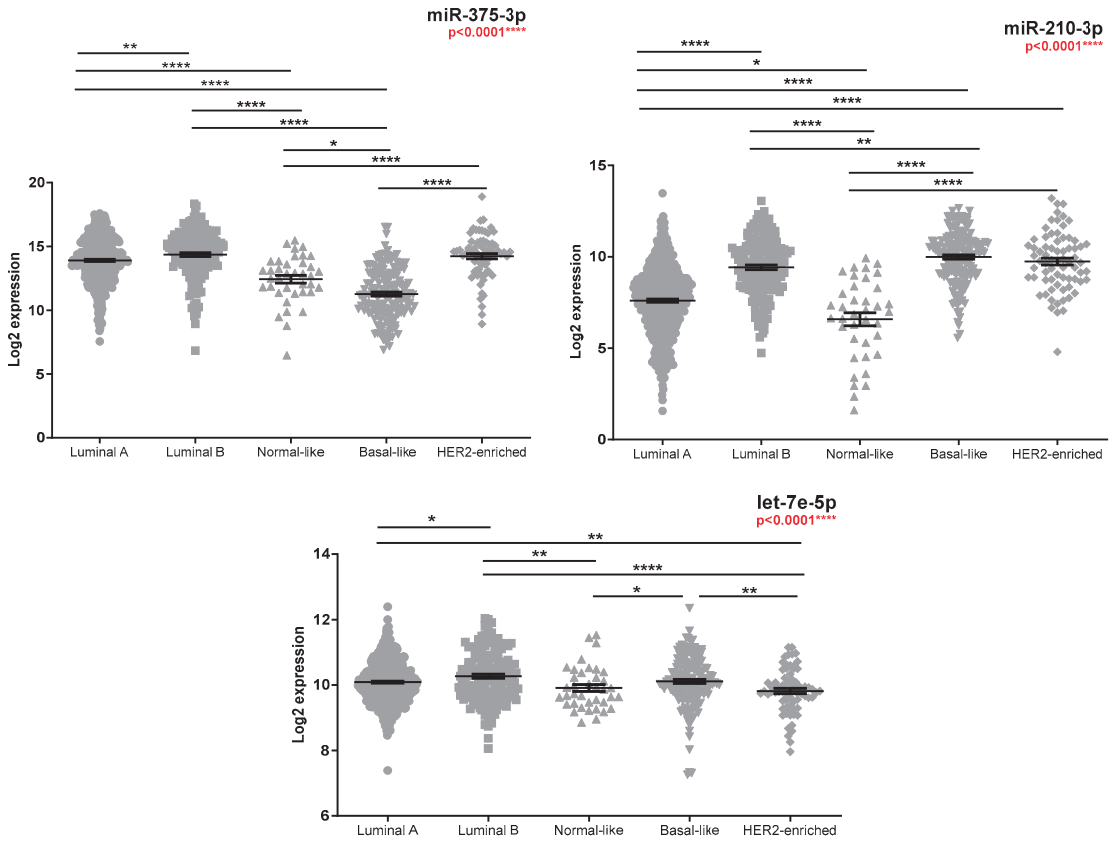 miR-375-3p
p<0.0001****
**
****
****
****
****
*
****
****
Log2 expression
20
15
10
5
0
Luminal A Luminal B Normal-like Basal-like HER2-enriched
miR-210-3p
p<0.0001****
****
*
****
****
****
**
****
****
Log2 expression
15
10
5
0
Luminal A Luminal B Normal-like Basal-like HER2-enriched
let-7e-5p
p<0.0001****
*
**
**
****
* **
Log2 expression
14
12
10
8
6
Luminal A Luminal B Normal-like Basal-like HER2-enriched